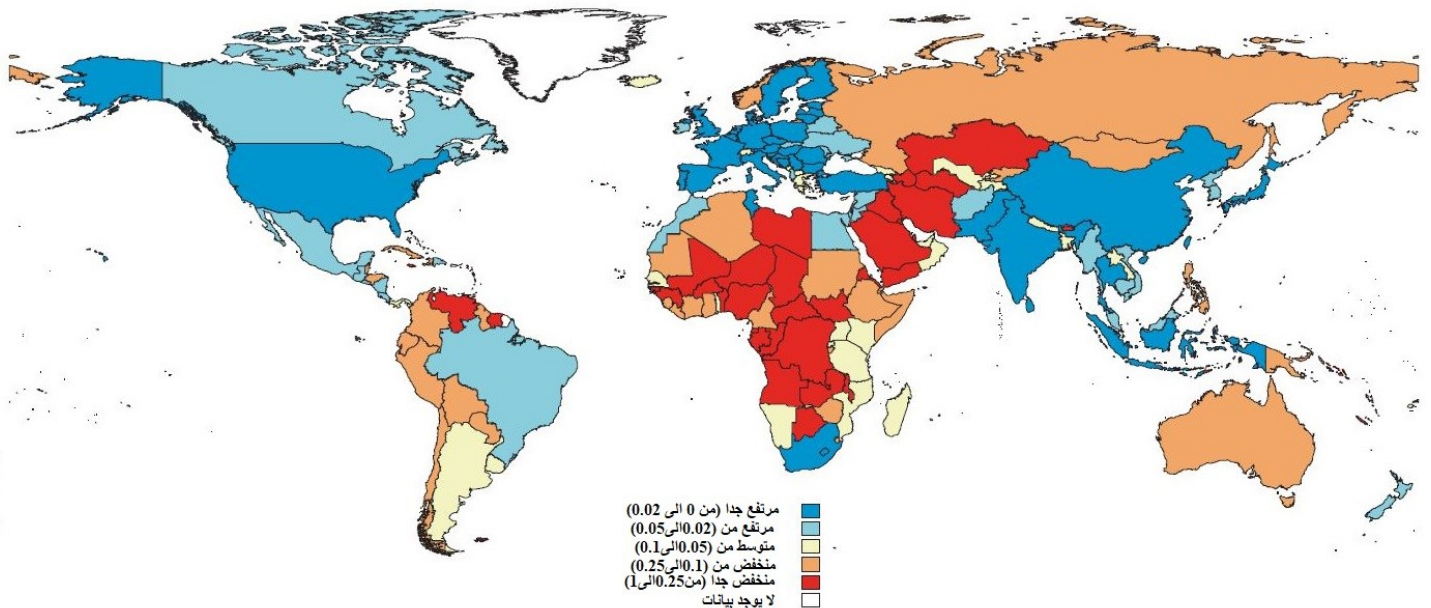 مرتفع جدا (من 0 الى 0.02)
مرتفع من (0.02الى0.05)
متوسط من (0.05الى0.1)
منخفض من (0.1الى0.25)
منخفض جدا (من0.25الى1)
لا يوجد بيانات